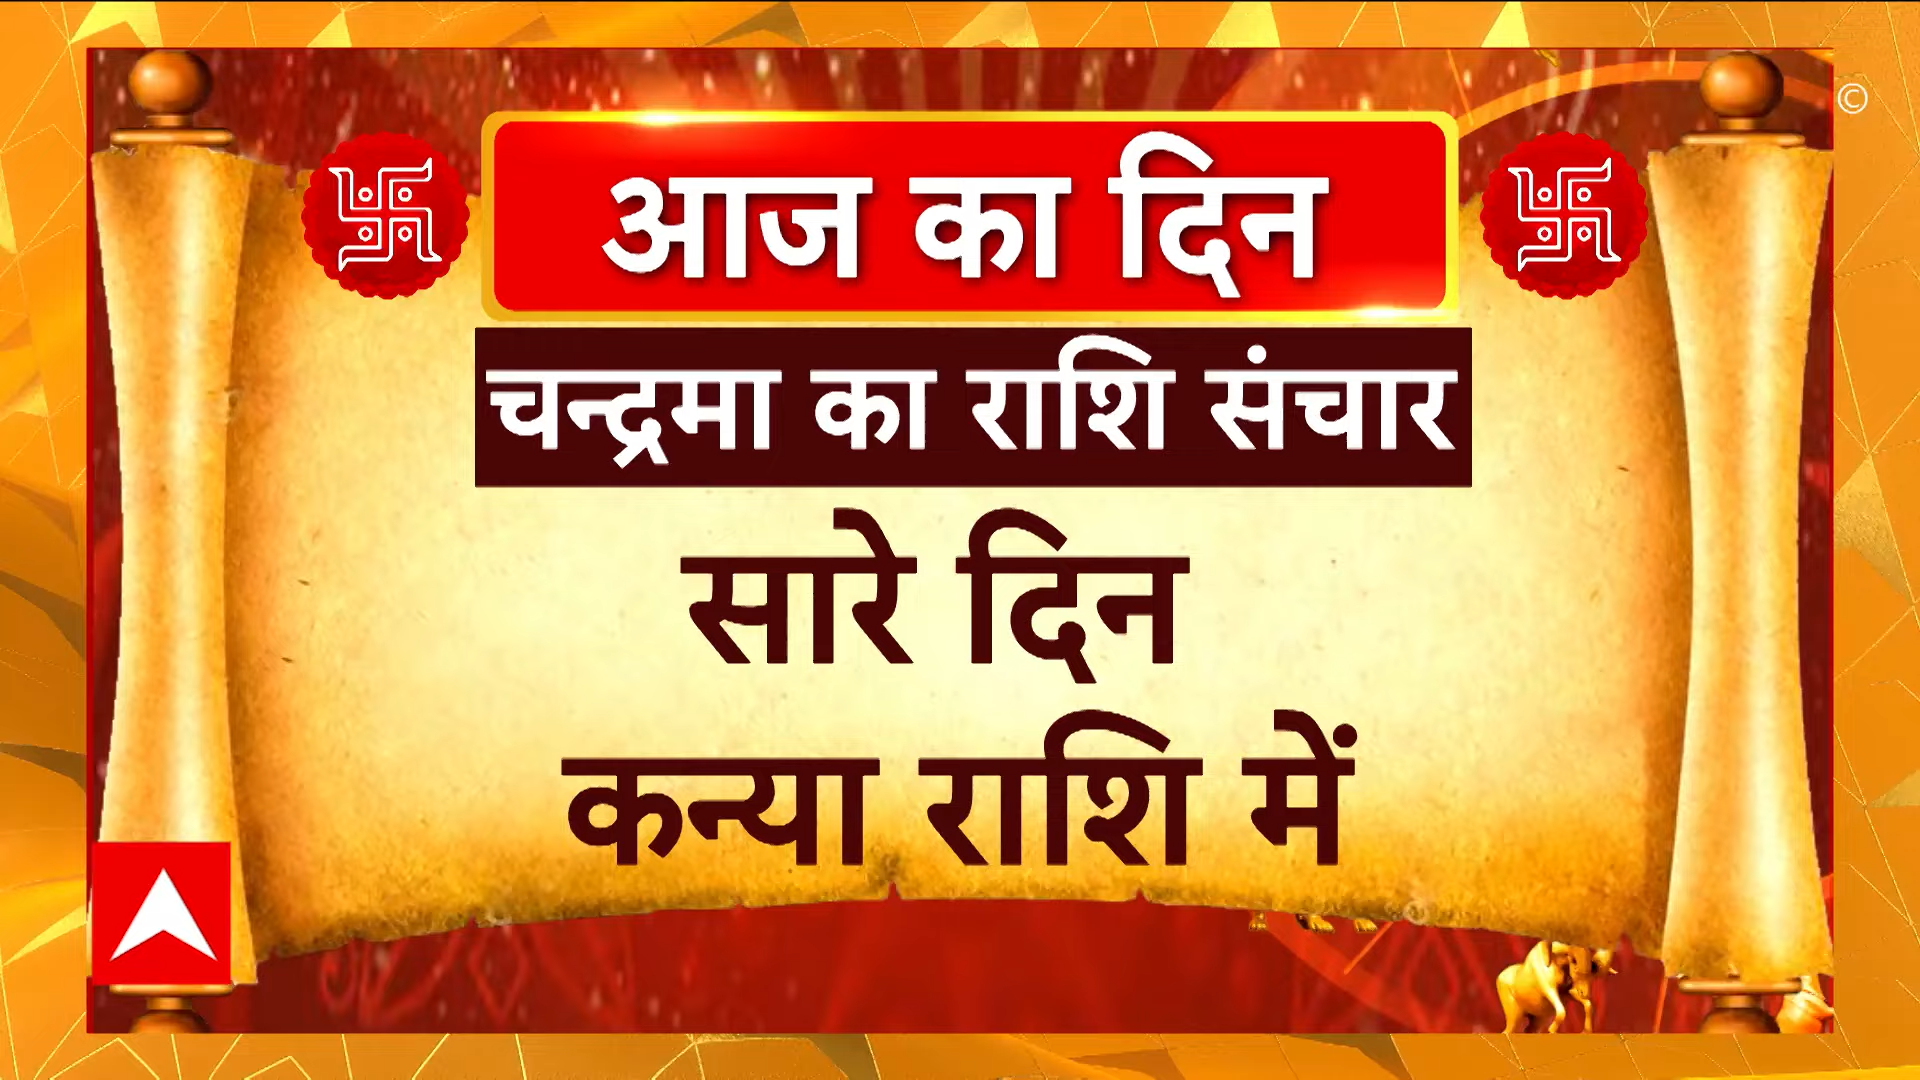 आज का दिन
©
चन्द्रमा का राशि संचार
सारे दिन
कन्या राशि में